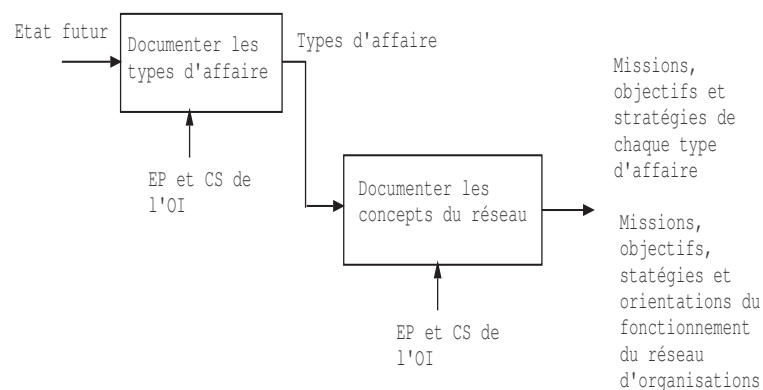 Etat futur
Documenter les
types d'affaire
Types d'affaire
EP et CS de
l'OI
Documenter les
concepts du réseau
EP et CS de
l'OI
Missions,
objectifs et
stratégies de
chaque type
d'affaire
Missions,
objectifs,
statégies et
orientations du
fonctionnement
du réseau
d'organisations